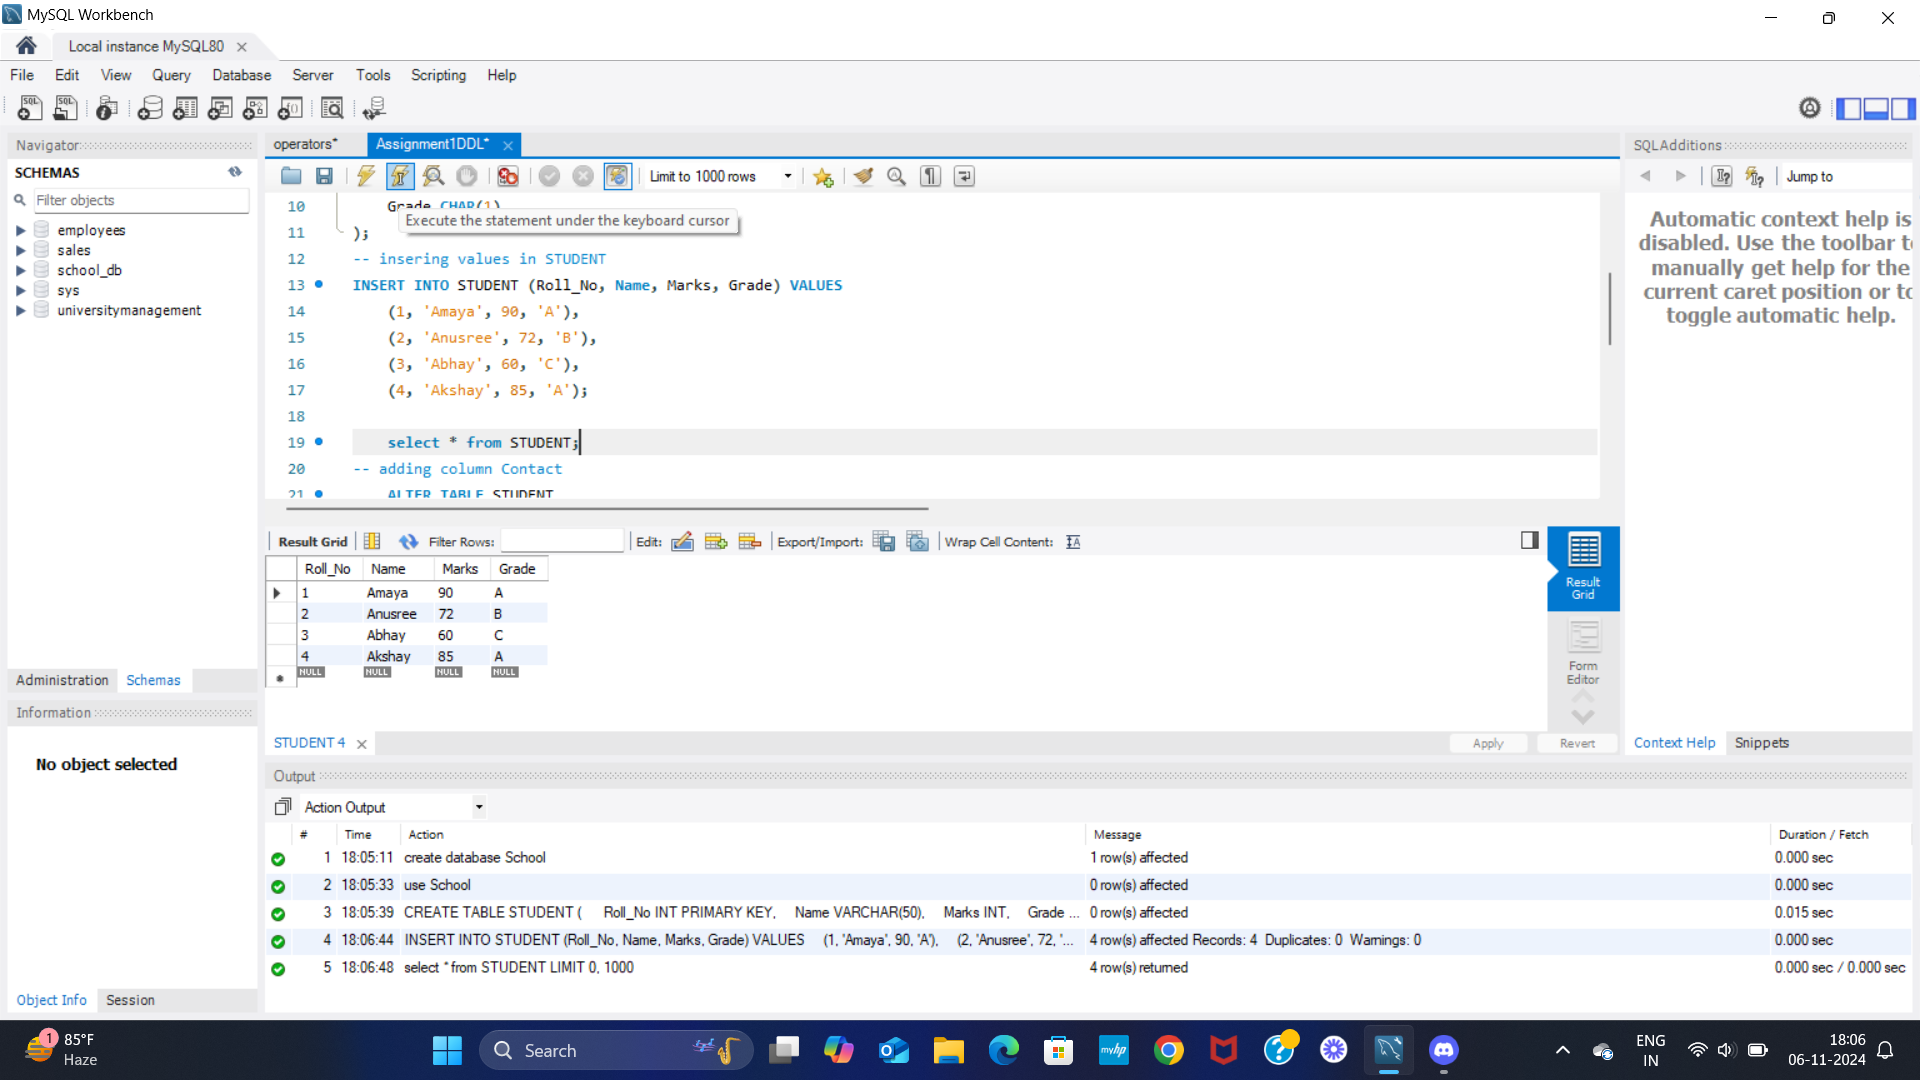 MySQL Workbench
Local instance MySQL80
File Edit View Query Database Server Tools Scripting Help
Navigator
SCHEMAS
Filter objects
employees
sales
school_db
sys
universitymanagement
Administration Schemas
Information
No object selected
Object Info Session
operators* Assignment1DDL*
Limit to 1000 rows
10 Grade CHAR(1)
Execute the statement under the keyboard cursor
11 );
12 -- insering values in STUDENT
13 INSERT INTO STUDENT (Roll_No, Name, Marks, Grade) VALUES
14 (1, 'Amaya', 90, 'A'),
15 (2, 'Anusree', 72, 'B'),
16 (3, 'Abhay', 60, 'C'),
17 (4, 'Akshay', 85, 'A');
18
19 select * from STUDENT;
20 -- adding column Contact
21 ALTER TABLE STUDENT
Result Grid Filter Rows: Edit: Export/Import: Wrap Cell Content:
Roll_No Name Marks Grade
1 Amaya 90 A
2 Anusree 72 B
3 Abhay 60 C
4 Akshay 85 A
NULL NULL NULL NULL
Result
Grid
Form
Editor
STUDENT 4
Apply Revert
SQLAdditions
Jump to
Automatic context help is
disabled. Use the toolbar t
manually get help for the
current caret position or to
toggle automatic help.
Context Help Snippets
Output
Action Output
# Time Action Message Duration / Fetch
1 18:05:11 create database School 1 row(s) affected 0.000 sec
2 18:05:33 use School 0 row(s) affected 0.000 sec
3 18:05:39 CREATE TABLE STUDENT ( Roll_No INT PRIMARY KEY, Name VARCHAR(50), Marks INT, Grade ... 0 row(s) affected 0.015 sec
4 18:06:44 INSERT INTO STUDENT (Roll_No, Name, Marks, Grade) VALUES (1, 'Amaya', 90, 'A'), (2, 'Anusree', 72, '... 4 row(s) affected Records: 4 Duplicates: 0 Warnings: 0 0.000 sec
5 18:06:48 select * from STUDENT LIMIT 0, 1000 4 row(s) returned 0.000 sec / 0.000 sec
1
85°F
Haze
Search
myhp
ENG
IN
18:06
06-11-2024